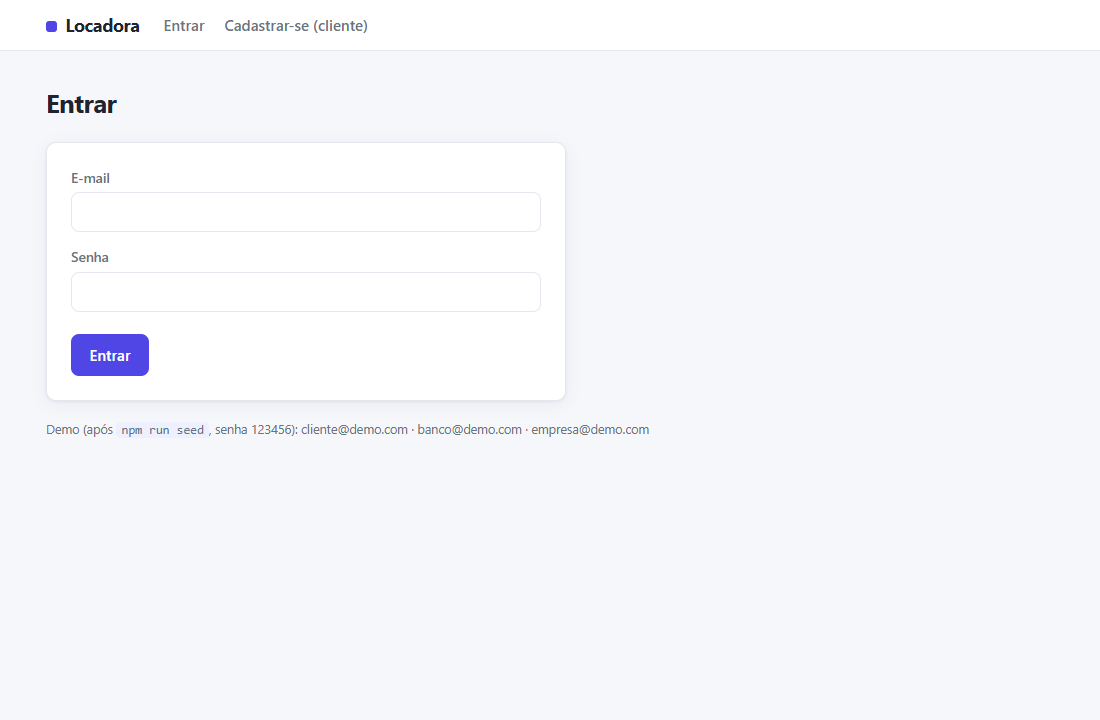 Locadora Entrar Cadastrar-se (cliente)
Entrar
E-mail
Senha
Entrar
Demo (após npm run seed, senha 123456): cliente@demo.com · banco@demo.com · empresa@demo.com